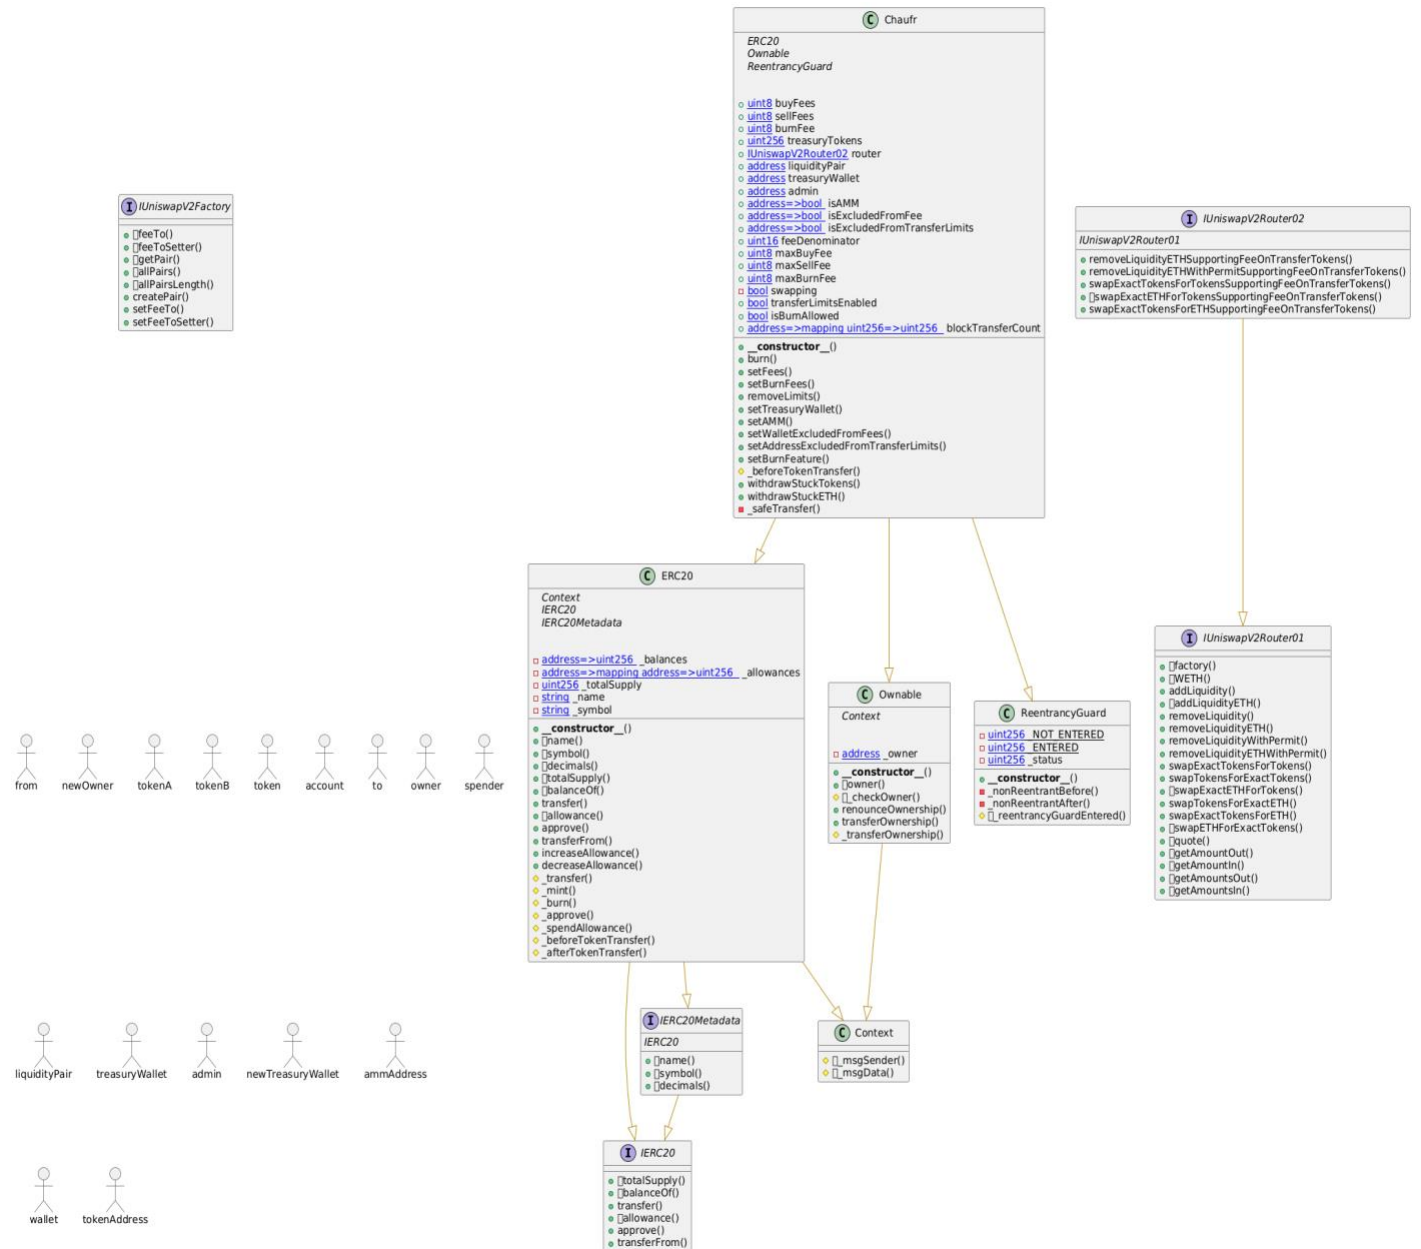 C Chaufr
ERC20
Ownable
ReentrancyGuard
uint8 buyFees
uint8 sellFees
uint8 burnFee
uint256 treasuryTokens
IUniswapV2Router02 router
address liquidityPair
address treasuryWallet
address admin
address=>bool isAMM
address=>bool isExcludedFromFee
address=>bool isExcludedFromTransferLimits
uint16 feeDenominator
uint8 maxBuyFee
uint8 maxSellFee
uint8 maxBurnFee
bool swapping
bool transferLimitsEnabled
bool isBurnAllowed
address=>mapping uint256=>uint256 blockTransferCount
__constructor__()
burn()
setFees()
setBurnFees()
removeLimits()
setTreasuryWallet()
setAMM()
setWalletExcludedFromFees()
setAddressExcludedFromTransferLimits()
setBurnFeature()
_beforeTokenTransfer()
withdrawStuckTokens()
withdrawStuckETH()
_safeTransfer()
I IUniswapV2Factory
feeTo()
feeToSetter()
getPair()
allPairs()
allPairsLength()
createPair()
setFeeTo()
setFeeToSetter()
I IUniswapV2Router02
IUniswapV2Router01
removeLiquidityETHSupportingFeeOnTransferTokens()
removeLiquidityETHWithPermitSupportingFeeOnTransferTokens()
swapExactTokensForTokensSupportingFeeOnTransferTokens()
swapExactETHForTokensSupportingFeeOnTransferTokens()
swapExactTokensForETHSupportingFeeOnTransferTokens()
C ERC20
Context
IERC20
IERC20Metadata
address=>uint256 _balances
address=>mapping address=>uint256 _allowances
uint256 _totalSupply
string _name
string _symbol
__constructor__()
name()
symbol()
decimals()
totalSupply()
balanceOf()
transfer()
allowance()
approve()
transferFrom()
increaseAllowance()
decreaseAllowance()
_transfer()
_mint()
_burn()
_approve()
_spendAllowance()
_beforeTokenTransfer()
_afterTokenTransfer()
C Ownable
Context
address _owner
__constructor__()
owner()
_checkOwner()
renounceOwnership()
transferOwnership()
_transferOwnership()
C ReentrancyGuard
uint256 _NOT_ENTERED
uint256 _ENTERED
uint256 _status
__constructor__()
_nonReentrantBefore()
_nonReentrantAfter()
_reentrancyGuardEntered()
I IUniswapV2Router01
factory()
WETH()
addLiquidity()
addLiquidityETH()
removeLiquidity()
removeLiquidityETH()
removeLiquidityWithPermit()
removeLiquidityETHWithPermit()
swapExactTokensForTokens()
swapTokensForExactTokens()
swapExactETHForTokens()
swapTokensForExactETH()
swapExactTokensForETH()
swapETHForExactTokens()
quote()
getAmountOut()
getAmountIn()
getAmountsOut()
getAmountsIn()
from newOwner tokenA tokenB token account to owner spender
I IERC20Metadata
IERC20
name()
symbol()
decimals()
C Context
_msgSender()
_msgData()
liquidityPair treasuryWallet admin newTreasuryWallet ammAddress
I IERC20
totalSupply()
balanceOf()
transfer()
allowance()
approve()
transferFrom()
wallet tokenAddress